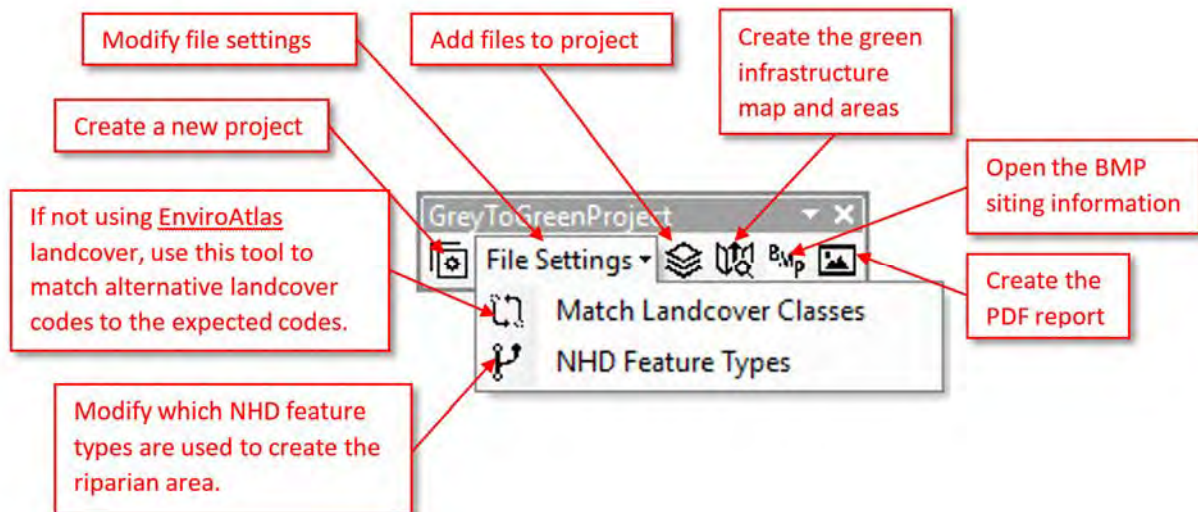 Modify file settings
Add files to project
Create the green
infrastructure
map and areas
Create a new project
Open the BMP
siting information
If not using EnviroAtlas
landcover, use this tool to
match alternative landcover
codes to the expected codes.
GreyToGreenProject
File Settings
BMP
Create the
PDF report
Match Landcover Classes
NHD Feature Types
Modify which NHD feature
types are used to create the
riparian area.